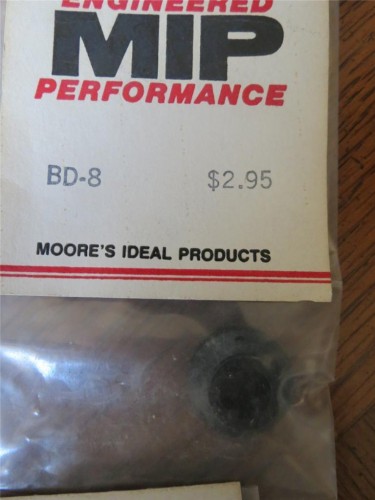 ENGINEERED
MIP
PERFORMANCE
BD-8 $2.95
MOORE'S IDEAL PRODUCTS